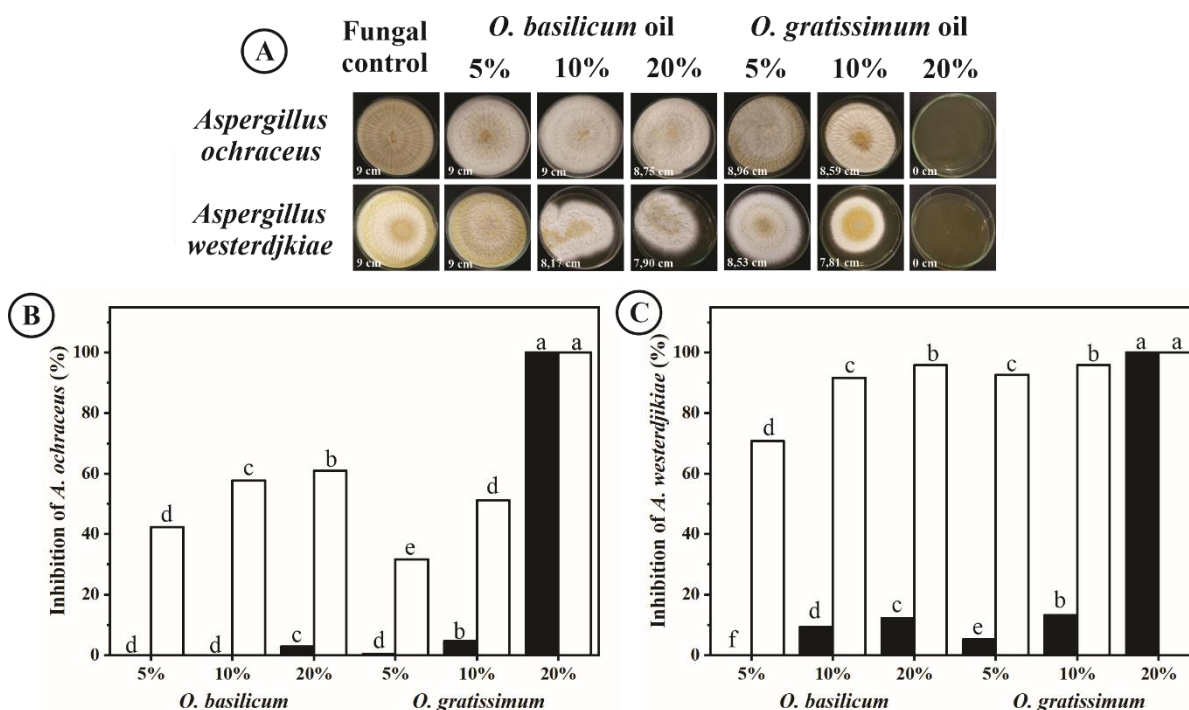 A
Fungal control
O. basilicum oil
O. gratissimum oil
5% 10% 20% 5% 10% 20%
Aspergillus ochraceus
9 cm 9 cm 9 cm 8,75 cm 8,96 cm 8,59 cm 0 cm
Aspergillus westerdjkiae
9 cm 9 cm 8,17 cm 7,90 cm 8,53 cm 7,81 cm 0 cm
B
Inhibition of A. ochraceus (%)
100
80
60
40
20
0
d d c d b a
d c b e d a
5% 10% 20% 5% 10% 20%
O. basilicum O. gratissimum
C
Inhibition of A. westerdjikiae (%)
100
80
60
40
20
0
f d c e b a
d c b c b a
5% 10% 20% 5% 10% 20%
O. basilicum O. gratissimum